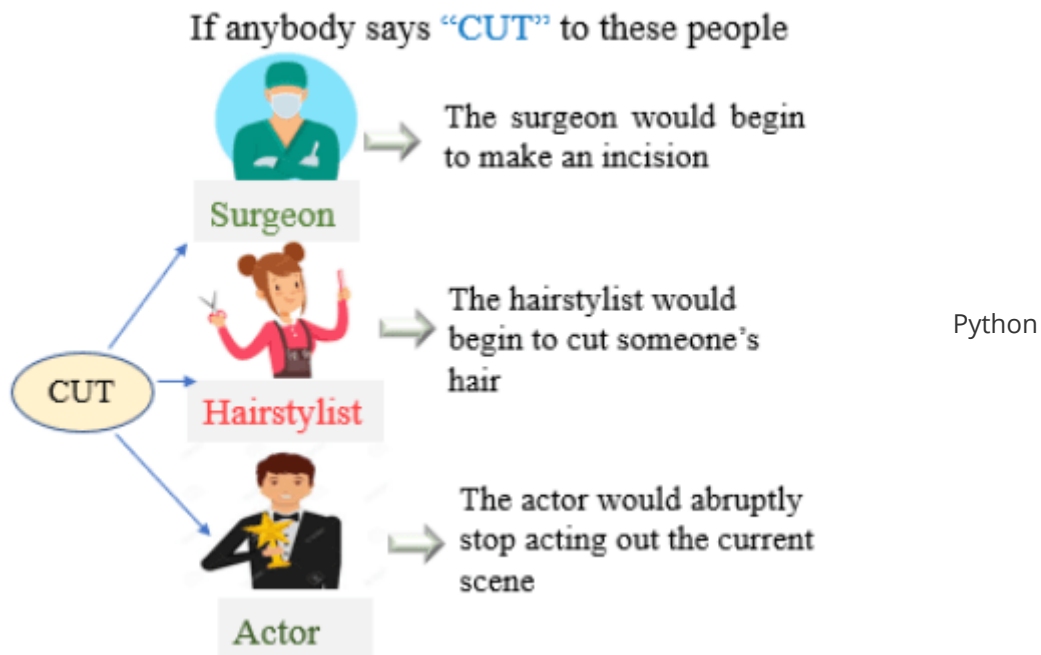 If anybody says “CUT” to these people
The surgeon would begin
to make an incision
Surgeon
The hairstylist would
begin to cut someone’s
hair
Python
CUT
Hairstylist
The actor would abruptly
stop acting out the current
scene
Actor